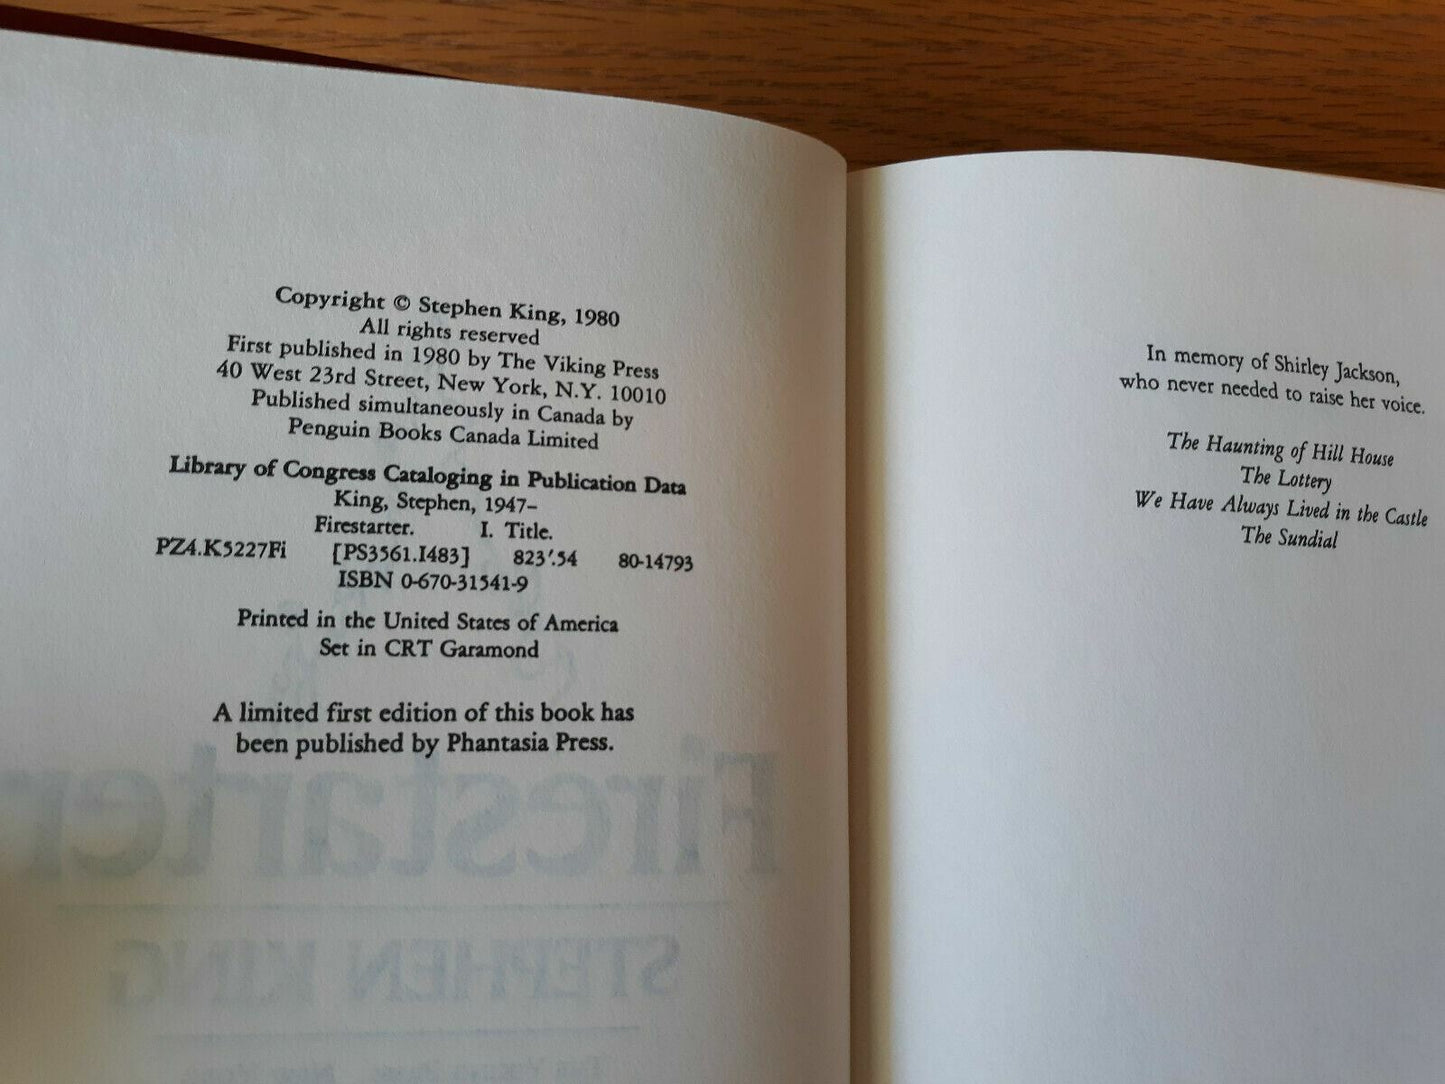 Copyright © Stephen King, 1980
All rights reserved
First published in 1980 by The Viking Press
40 West 23rd Street, New York, N.Y. 10010
Published simultaneously in Canada by
Penguin Books Canada Limited
Library of Congress Cataloging in Publication Data
King, Stephen, 1947–
Firestarter. I. Title.
PZ4.K5227Fi [PS3561.I483] 823'.54 80-14793
ISBN 0-670-31541-9
Printed in the United States of America
Set in CRT Garamond
A limited first edition of this book has
been published by Phantasia Press.
Firestarter
STEPHEN KING
In memory of Shirley Jackson,
who never needed to raise her voice.
The Haunting of Hill House
The Lottery
We Have Always Lived in the Castle
The Sundial